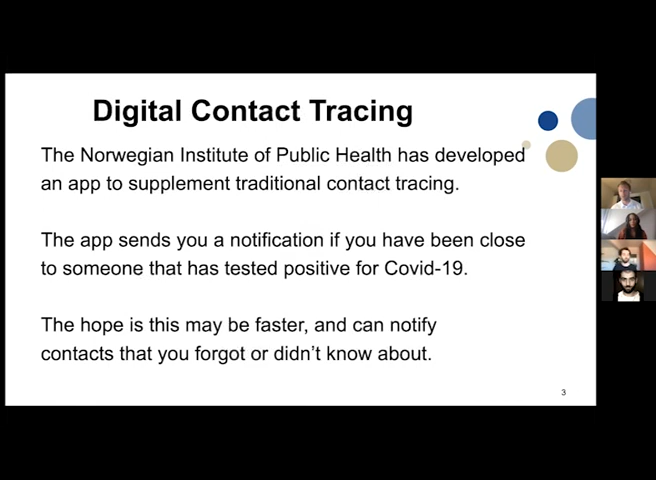 Digital Contact Tracing
The Norwegian Institute of Public Health has developed
an app to supplement traditional contact tracing.
The app sends you a notification if you have been close
to someone that has tested positive for Covid-19.
The hope is this may be faster, and can notify
contacts that you forgot or didn't know about.
3